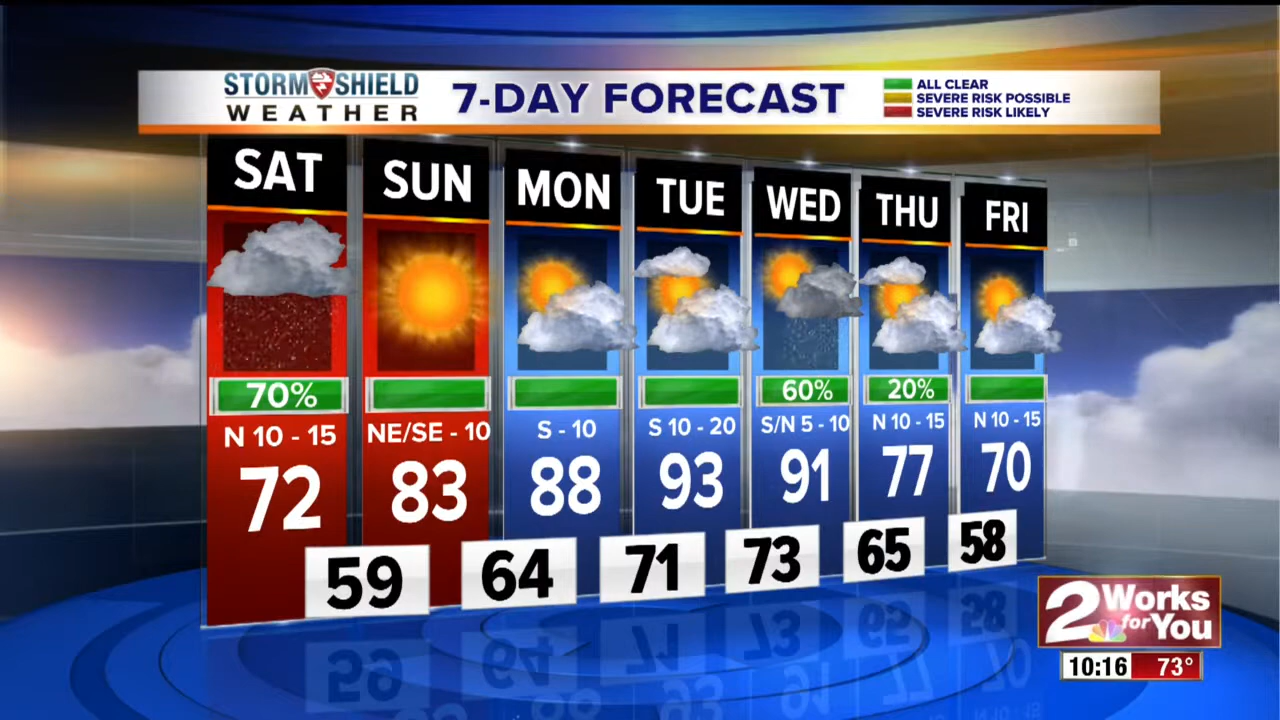 STORM SHIELD
WEATHER
7-DAY FORECAST
ALL CLEAR
SEVERE RISK POSSIBLE
SEVERE RISK LIKELY
SAT SUN MON TUE WED THU FRI
70% 60% 20%
N 10 - 15 NE/SE - 10 S - 10 S 10 - 20 S/N 5 - 10 N 10 - 15 N 10 - 15
72 83 88 93 91 77 70
59 64 71 73 65 58
2 Works
for You
10:16 73°